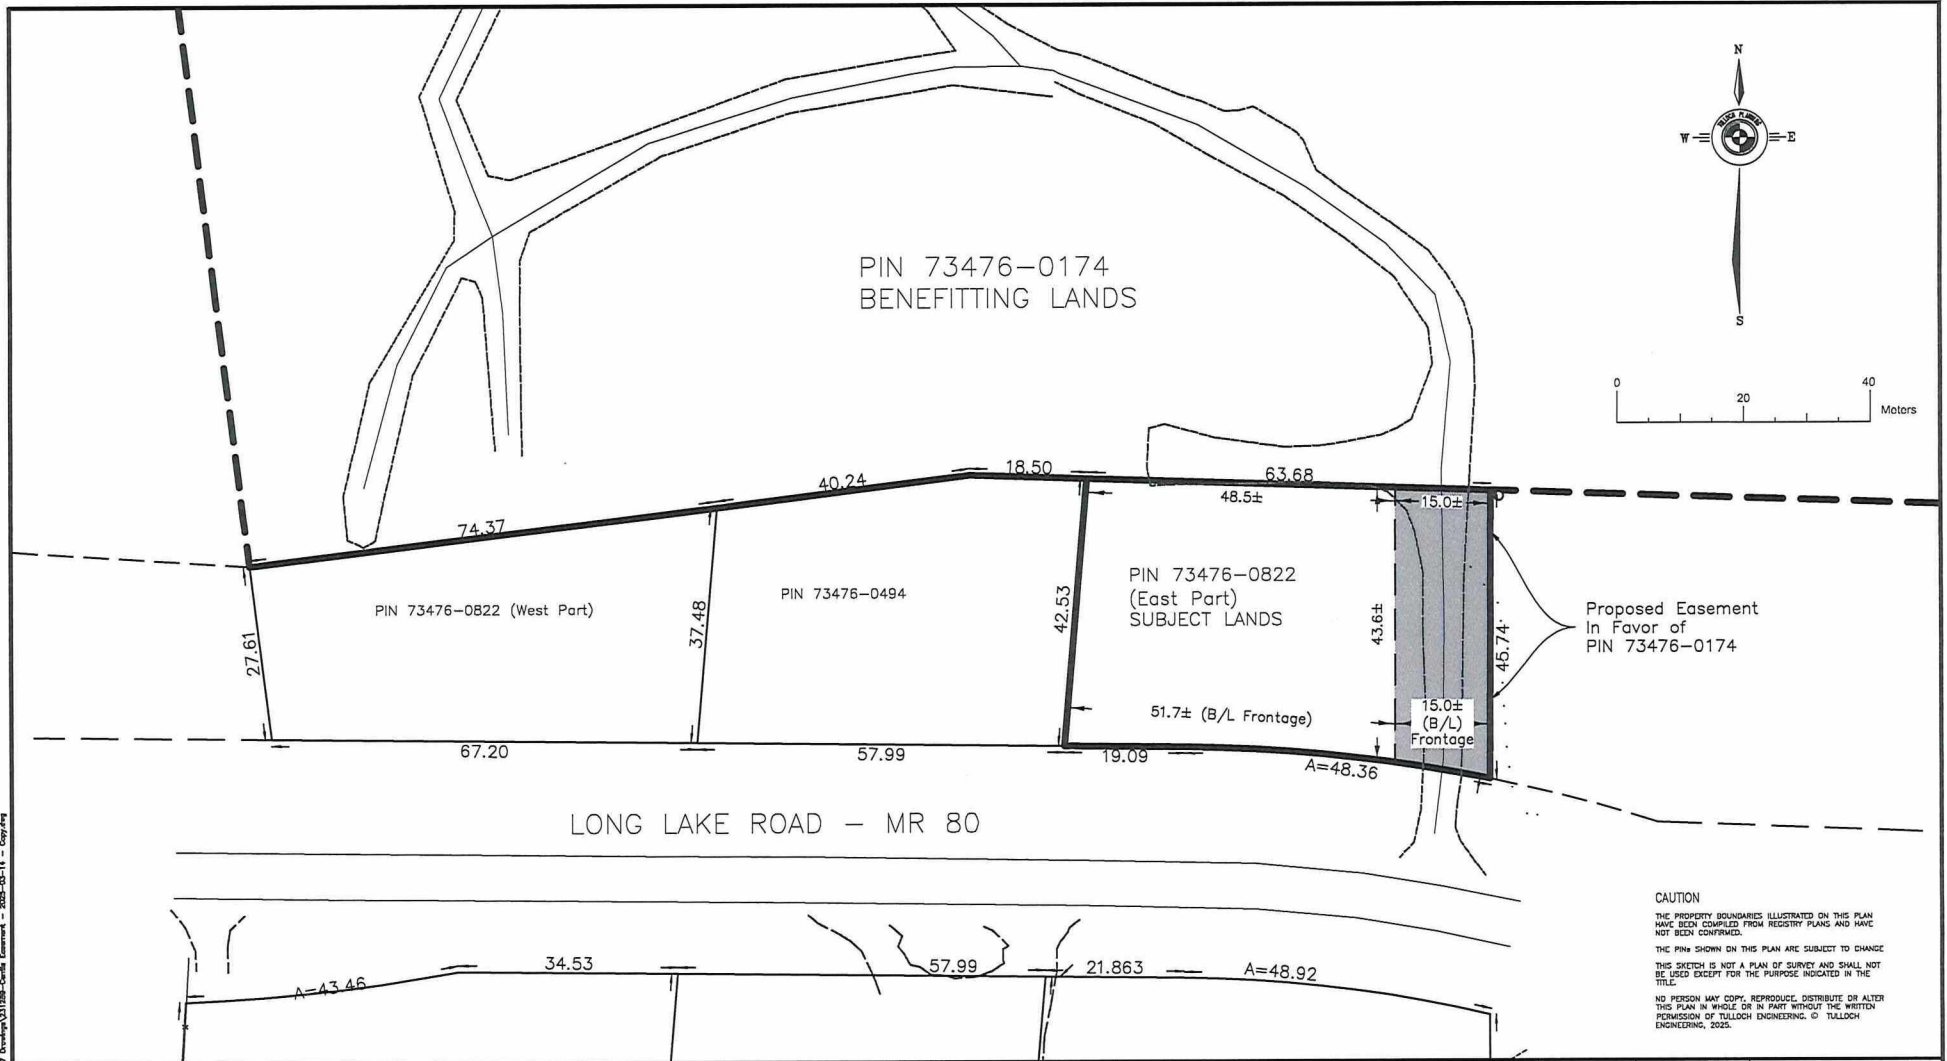 N
W
E
S
TULLOCH PLANNING
0
20
40
Meters
PIN 73476-0174
BENEFITTING LANDS
74.37
40.24
18.50
63.68
48.5±
15.0±
27.61
PIN 73476-0822 (West Part)
37.48
PIN 73476-0494
42.53
PIN 73476-0822
(East Part)
SUBJECT LANDS
43.6±
45.74
Proposed Easement
In Favor of
PIN 73476-0174
51.7± (B/L Frontage)
15.0±
(B/L)
Frontage
67.20
57.99
19.09
A=48.36
LONG LAKE ROAD – MR 80
A=43.46
34.53
57.99
21.863
A=48.92
CAUTION
THE PROPERTY BOUNDARIES ILLUSTRATED ON THIS PLAN
HAVE BEEN COMPILED FROM REGISTRY PLANS AND HAVE
NOT BEEN CONFIRMED.
THE PINs SHOWN ON THIS PLAN ARE SUBJECT TO CHANGE
THIS SKETCH IS NOT A PLAN OF SURVEY AND SHALL NOT
BE USED EXCEPT FOR THE PURPOSE INDICATED IN THE
TITLE.
NO PERSON MAY COPY, REPRODUCE, DISTRIBUTE OR ALTER
THIS PLAN IN WHOLE OR IN PART WITHOUT THE WRITTEN
PERMISSION OF TULLOCH ENGINEERING. © TULLOCH
ENGINEERING, 2025.
Easement - 2025-03-14 - Copy.dwg